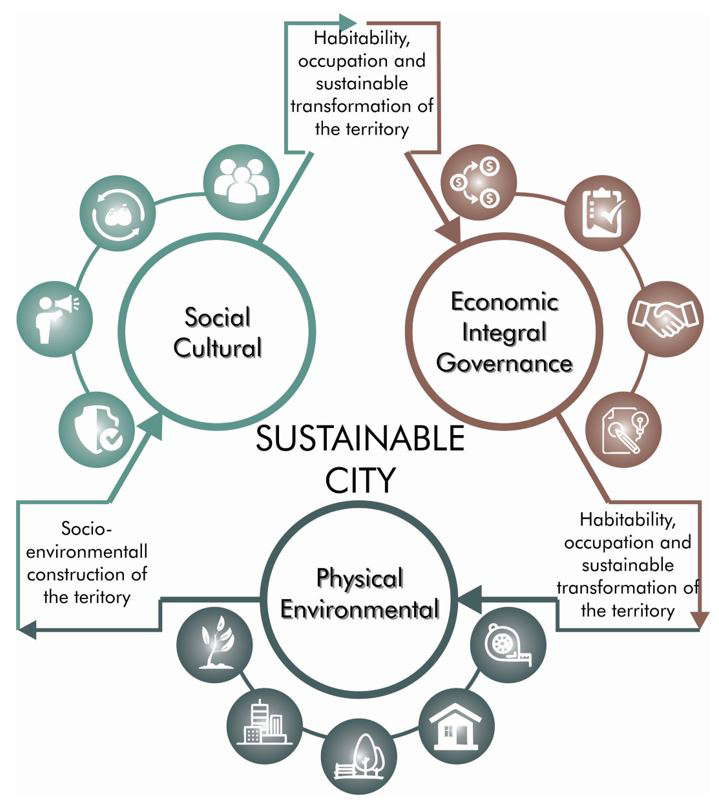 Habitability,
occupation and
sustainable
transformation of
the territory
Social
Cultural
Economic
Integral
Governance
SUSTAINABLE
CITY
Socio-
environmentall
construction of
the teritory
Habitability,
occupation and
sustainable
transformation of
the territory
Physical
Environmental